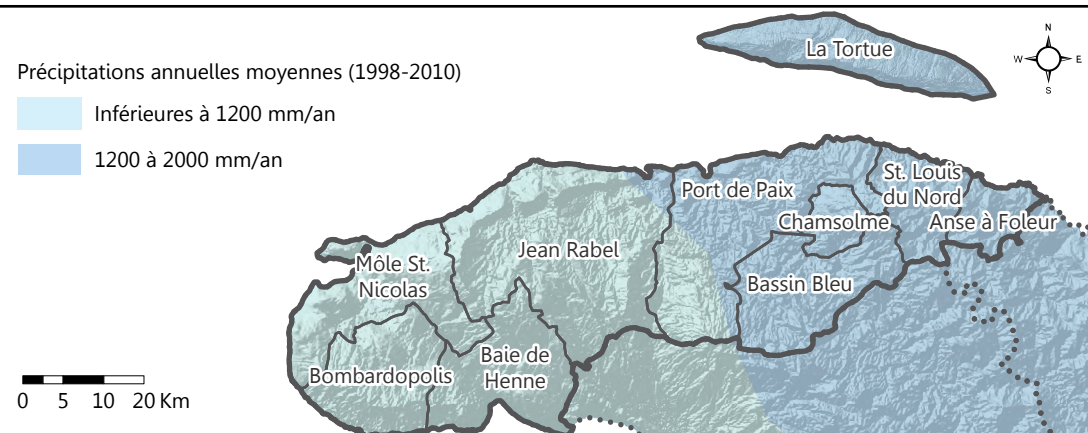 La Tortue
N
W
E
S
Précipitations annuelles moyennes (1998-2010)
Inférieures à 1200 mm/an
1200 à 2000 mm/an
Port de Paix
St. Louis
du Nord
Chamsolme
Anse à Foleur
Jean Rabel
Môle St.
Nicolas
Bassin Bleu
Bombardopolis
Baie de
Henne
0 5 10 20 Km